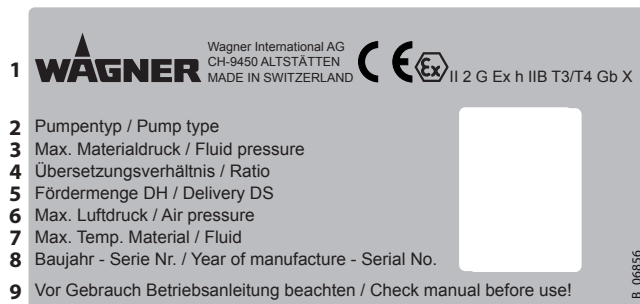 1 WAGNER Wagner International AG
CH-9450 ALTSTÄTTEN
MADE IN SWITZERLAND CE Ex II 2 G Ex h IIB T3/T4 Gb X
2 Pumpentyp / Pump type
3 Max. Materialdruck / Fluid pressure
4 Übersetzungsverhältnis / Ratio
5 Fördermenge DH / Delivery DS
6 Max. Luftdruck / Air pressure
7 Max. Temp. Material / Fluid
8 Baujahr - Serie Nr. / Year of manufacture - Serial No.
9 Vor Gebrauch Betriebsanleitung beachten / Check manual before use!
B_06856